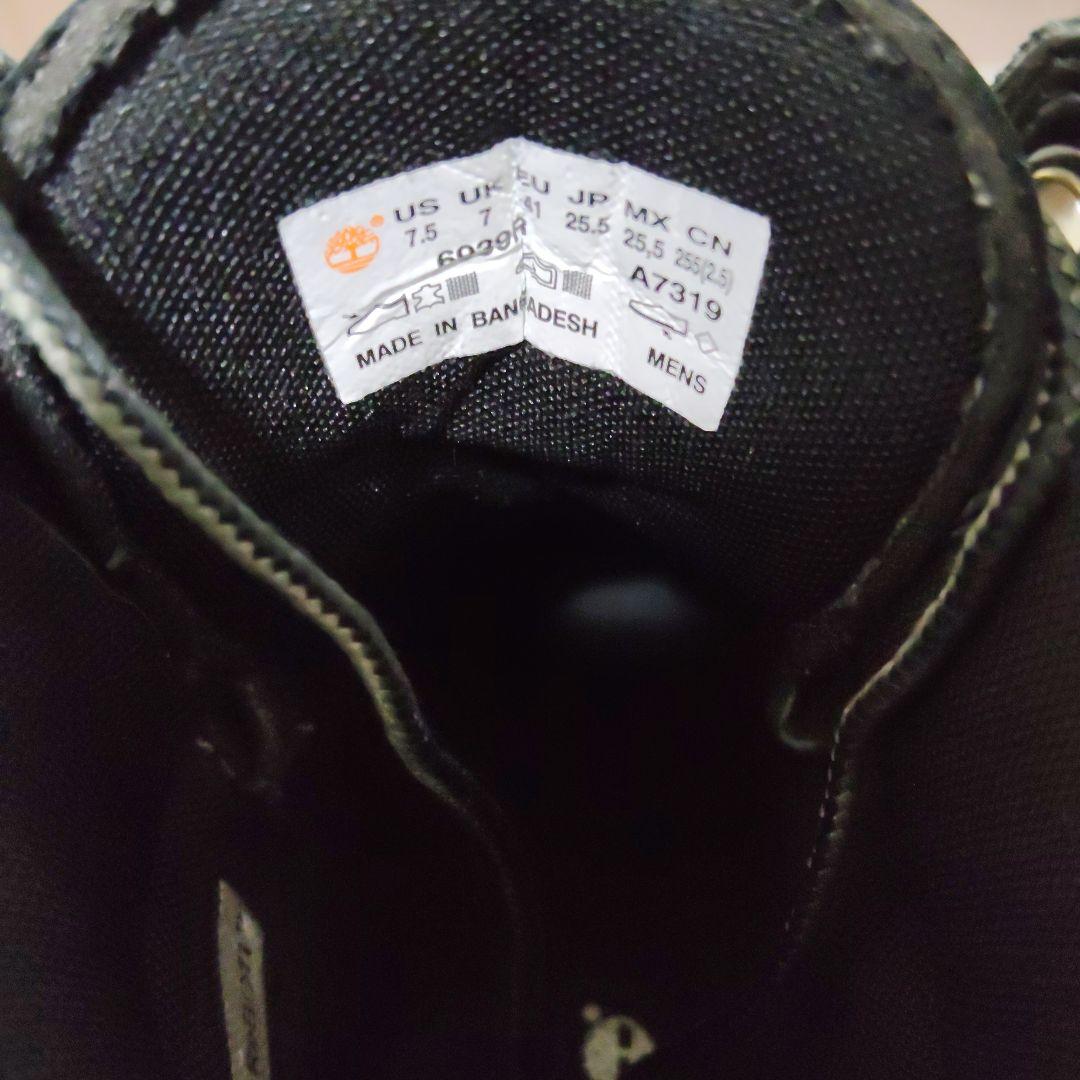 US UK EU JP MX CN
7.5 7 41 25.5 25,5 255(2.5)
6039R A7319
MADE IN BANGLADESH MENS